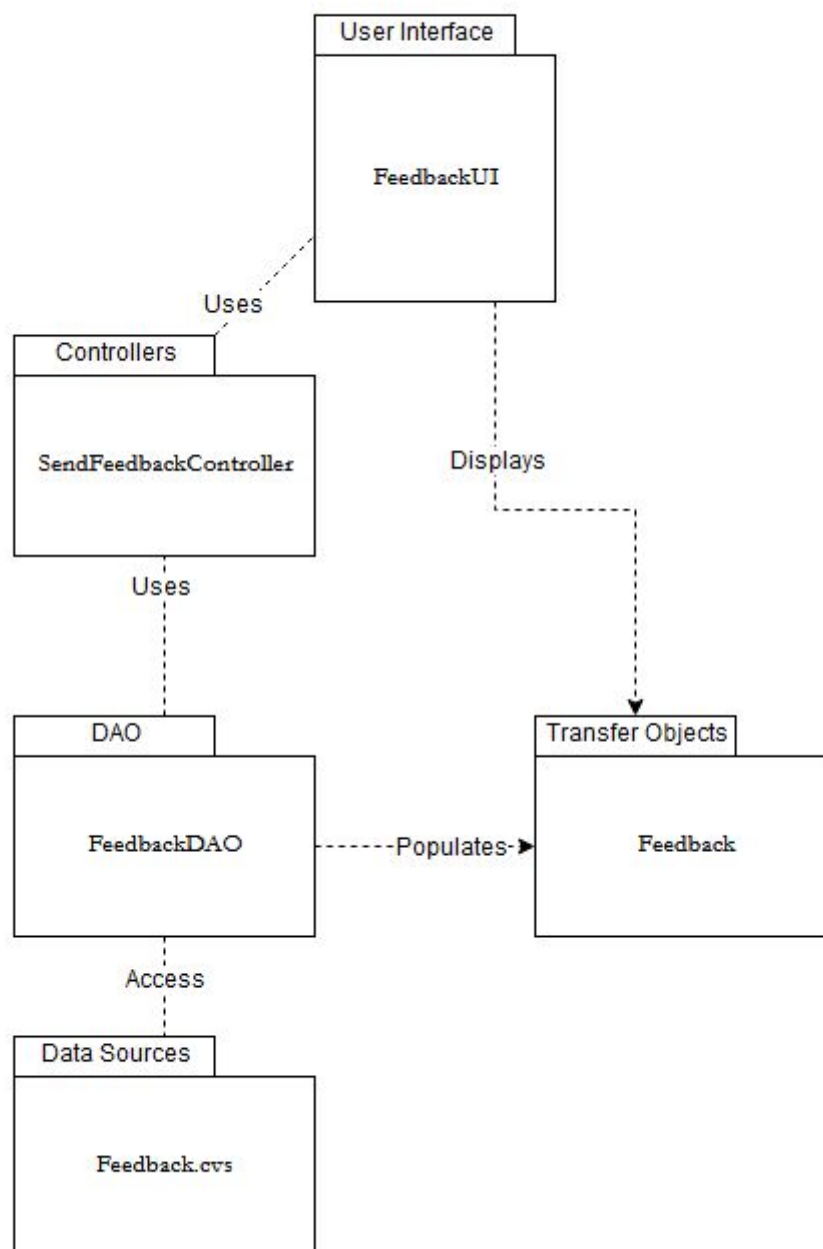 User Interface
FeedbackUI
Uses
Controllers
SendFeedbackController
Displays
Uses
DAO
FeedbackDAO
Populates
Transfer Objects
Feedback
Access
Data Sources
Feedback.cvs